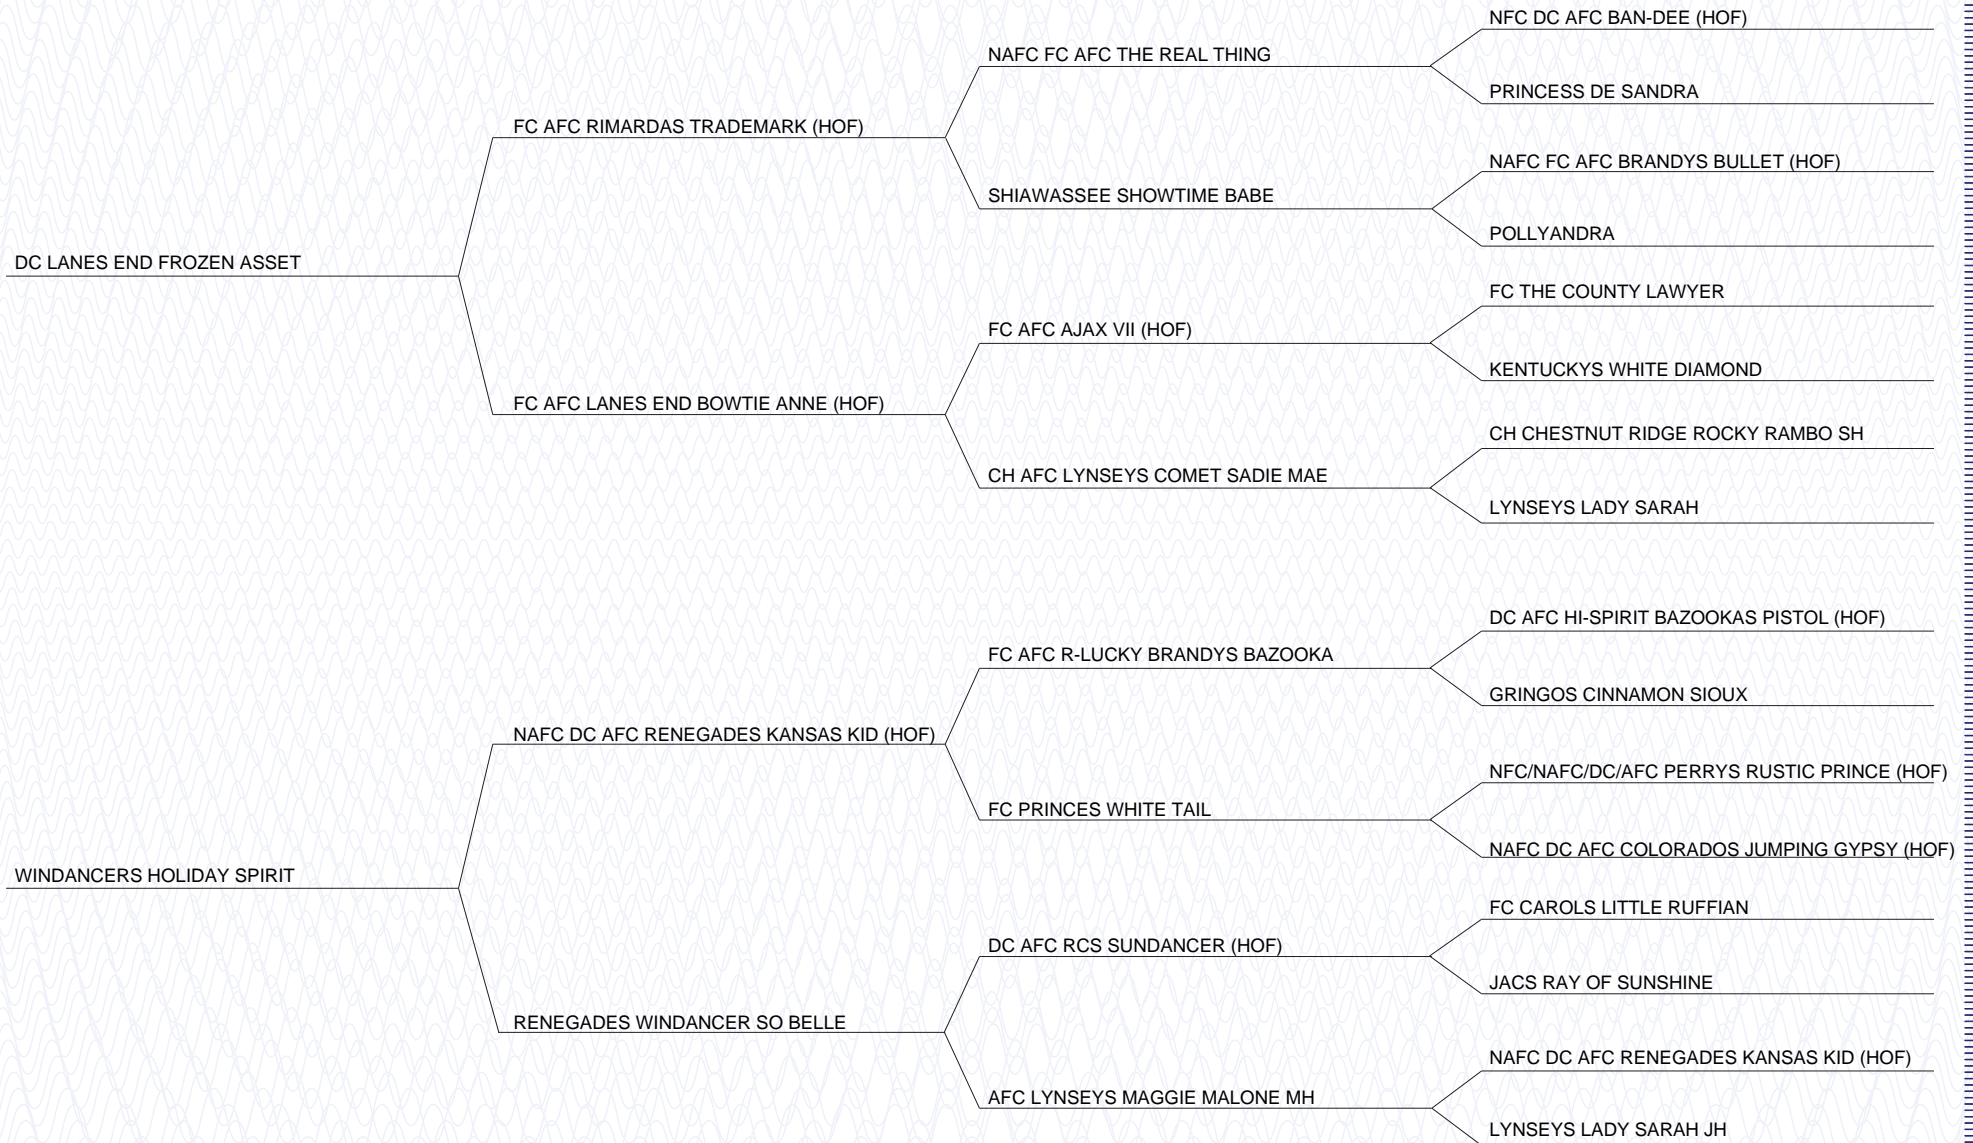 NFC DC AFC BAN-DEE (HOF)
NAFC FC AFC THE REAL THING
PRINCESS DE SANDRA
FC AFC RIMARDAS TRADEMARK (HOF)
NAFC FC AFC BRANDYS BULLET (HOF)
SHIAWASSEE SHOWTIME BABE
POLLYANDRA
DC LANES END FROZEN ASSET
FC THE COUNTY LAWYER
FC AFC AJAX VII (HOF)
KENTUCKYS WHITE DIAMOND
FC AFC LANES END BOWTIE ANNE (HOF)
CH CHESTNUT RIDGE ROCKY RAMBO SH
CH AFC LYNSEYS COMET SADIE MAE
LYNSEYS LADY SARAH
DC AFC HI-SPIRIT BAZOOKAS PISTOL (HOF)
FC AFC R-LUCKY BRANDYS BAZOOKA
GRINGOS CINNAMON SIOUX
NAFC DC AFC RENEGADES KANSAS KID (HOF)
NFC/NAFC/DC/AFC PERRYS RUSTIC PRINCE (HOF)
FC PRINCES WHITE TAIL
NAFC DC AFC COLORADOS JUMPING GYPSY (HOF)
WINDANCERS HOLIDAY SPIRIT
FC CAROLS LITTLE RUFFIAN
DC AFC RCS SUNDANCER (HOF)
JACS RAY OF SUNSHINE
RENEGADES WINDANCER SO BELLE
NAFC DC AFC RENEGADES KANSAS KID (HOF)
AFC LYNSEYS MAGGIE MALONE MH
LYNSEYS LADY SARAH JH